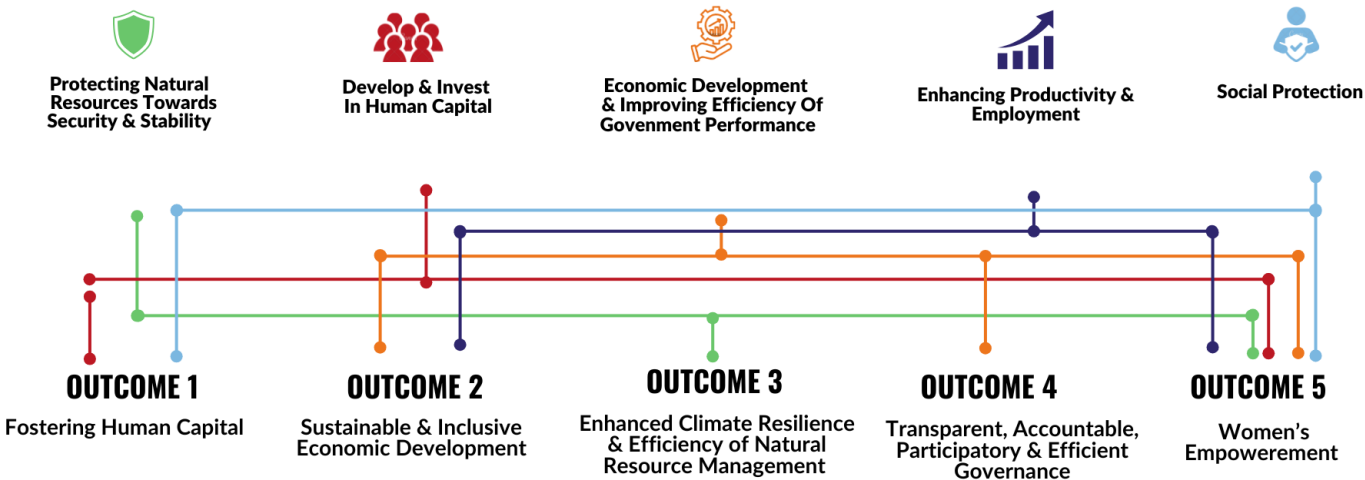 Protecting Natural
Resources Towards
Security & Stability
Develop & Invest
In Human Capital
Economic Development
& Improving Efficiency Of
Govenment Performance
Enhancing Productivity &
Employment
Social Protection
OUTCOME 1
Fostering Human Capital
OUTCOME 2
Sustainable & Inclusive
Economic Development
OUTCOME 3
Enhanced Climate Resilience
& Efficiency of Natural
Resource Management
OUTCOME 4
Transparent, Accountable,
Participatory & Efficient
Governance
OUTCOME 5
Women's
Empowerement